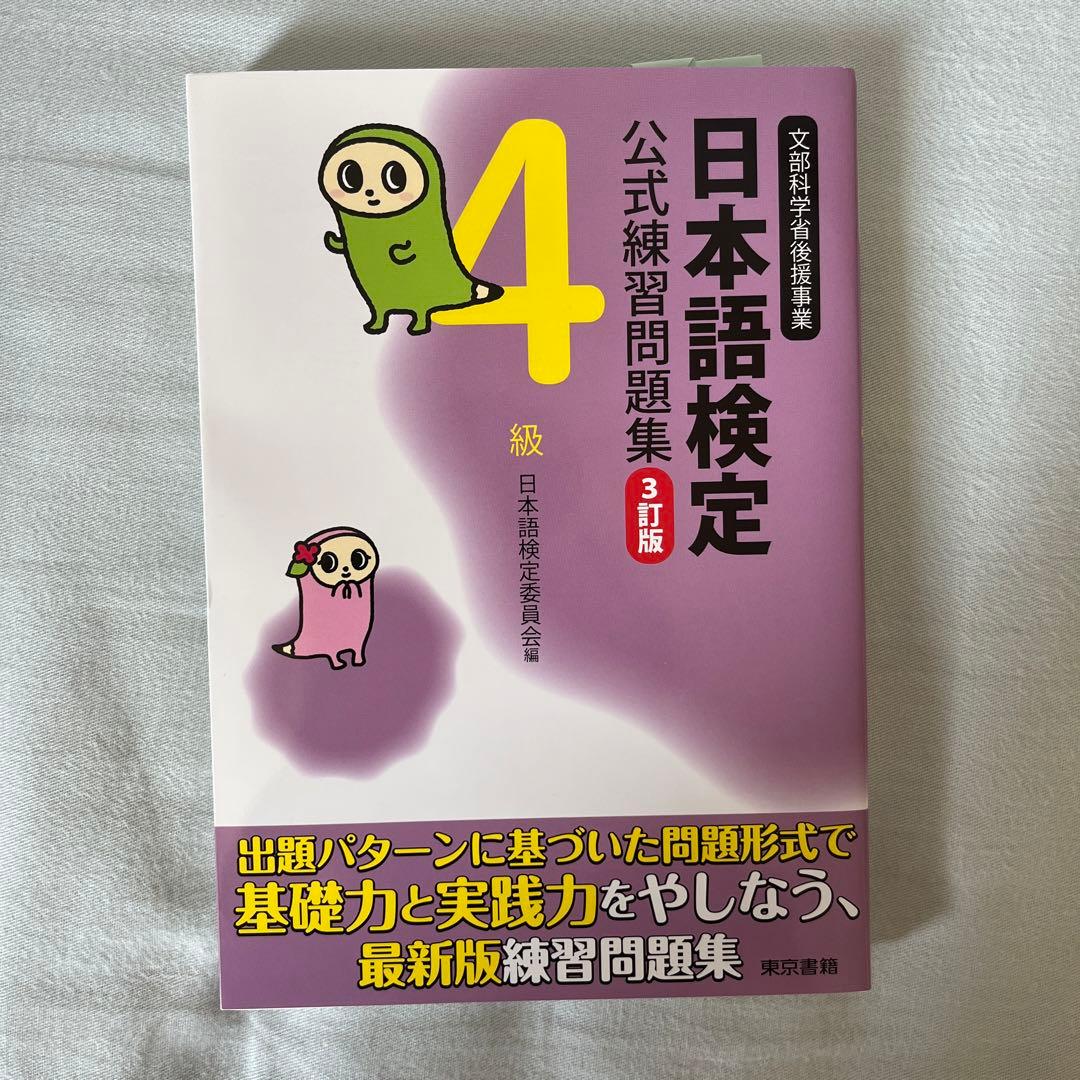 文部科学省後援事業
日本語検定
公式練習問題集
3訂版
4
級
日本語検定委員会編
出題パターンに基づいた問題形式で
基礎力と実践力をやしなう、
最新版練習問題集
東京書籍